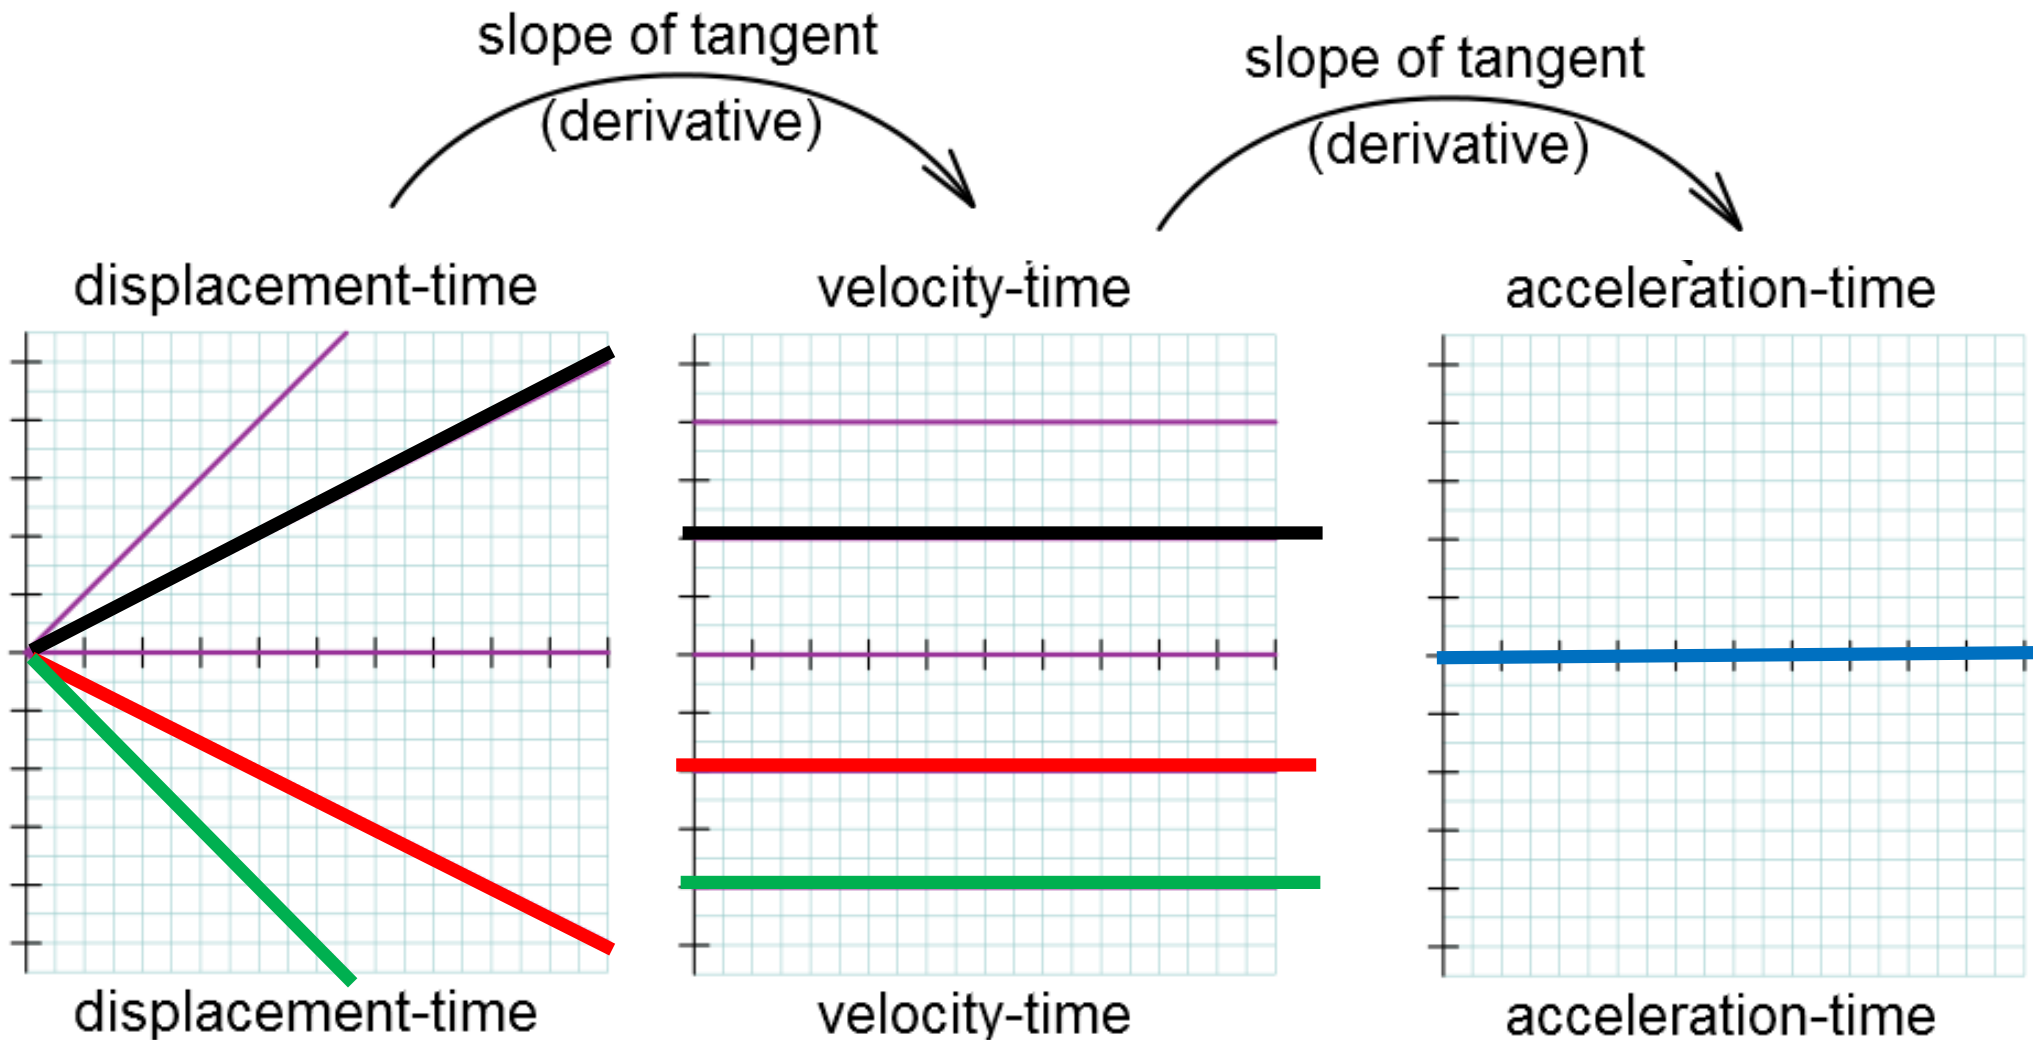 slope of tangent
(derivative)
slope of tangent
(derivative)
displacement-time
velocity-time
acceleration-time
displacement-time
velocity-time
acceleration-time